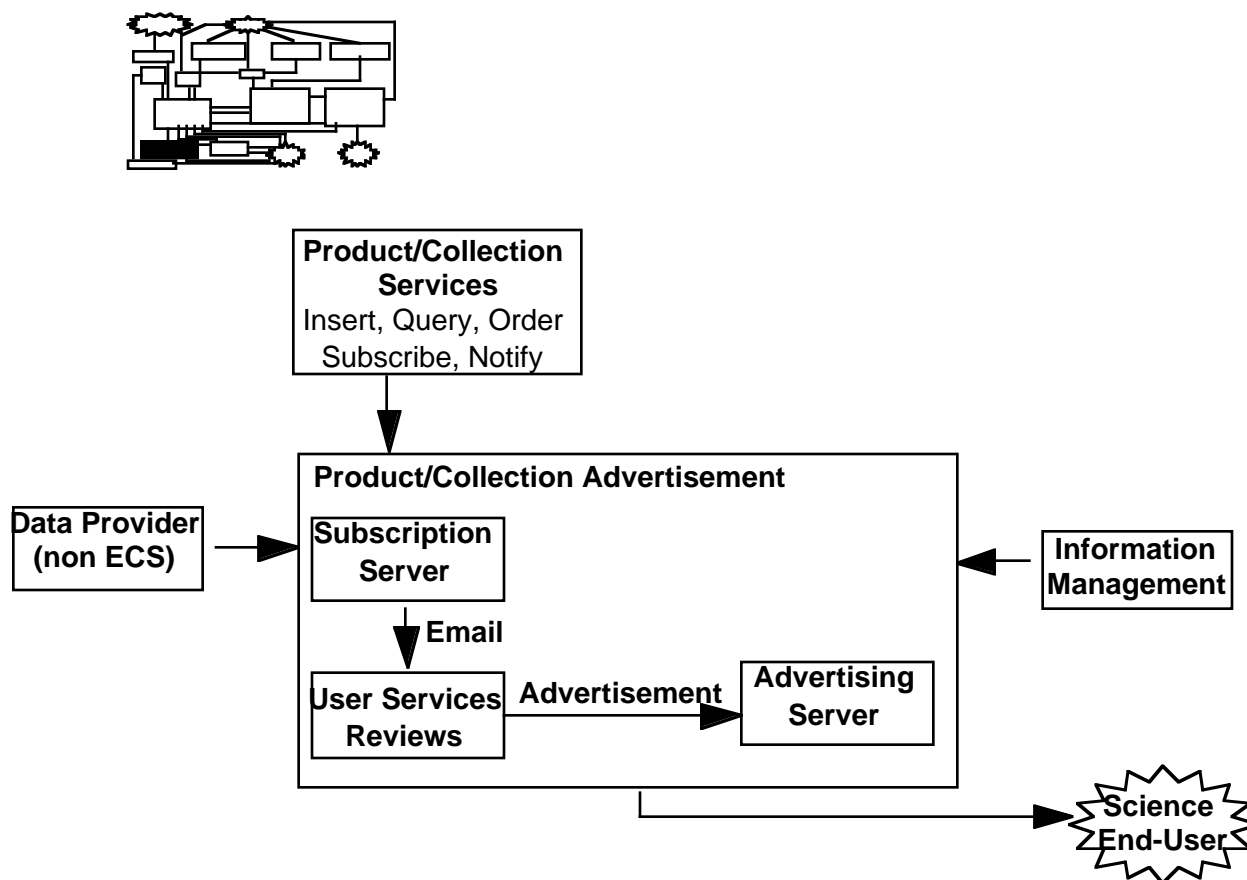 Product/Collection
Services
Insert, Query, Order
Subscribe, Notify
Product/Collection Advertisement
Data Provider
(non ECS)
Subscription
Server
Information
Management
Email
User Services
Reviews
Advertisement
Advertising
Server
Science
End-User